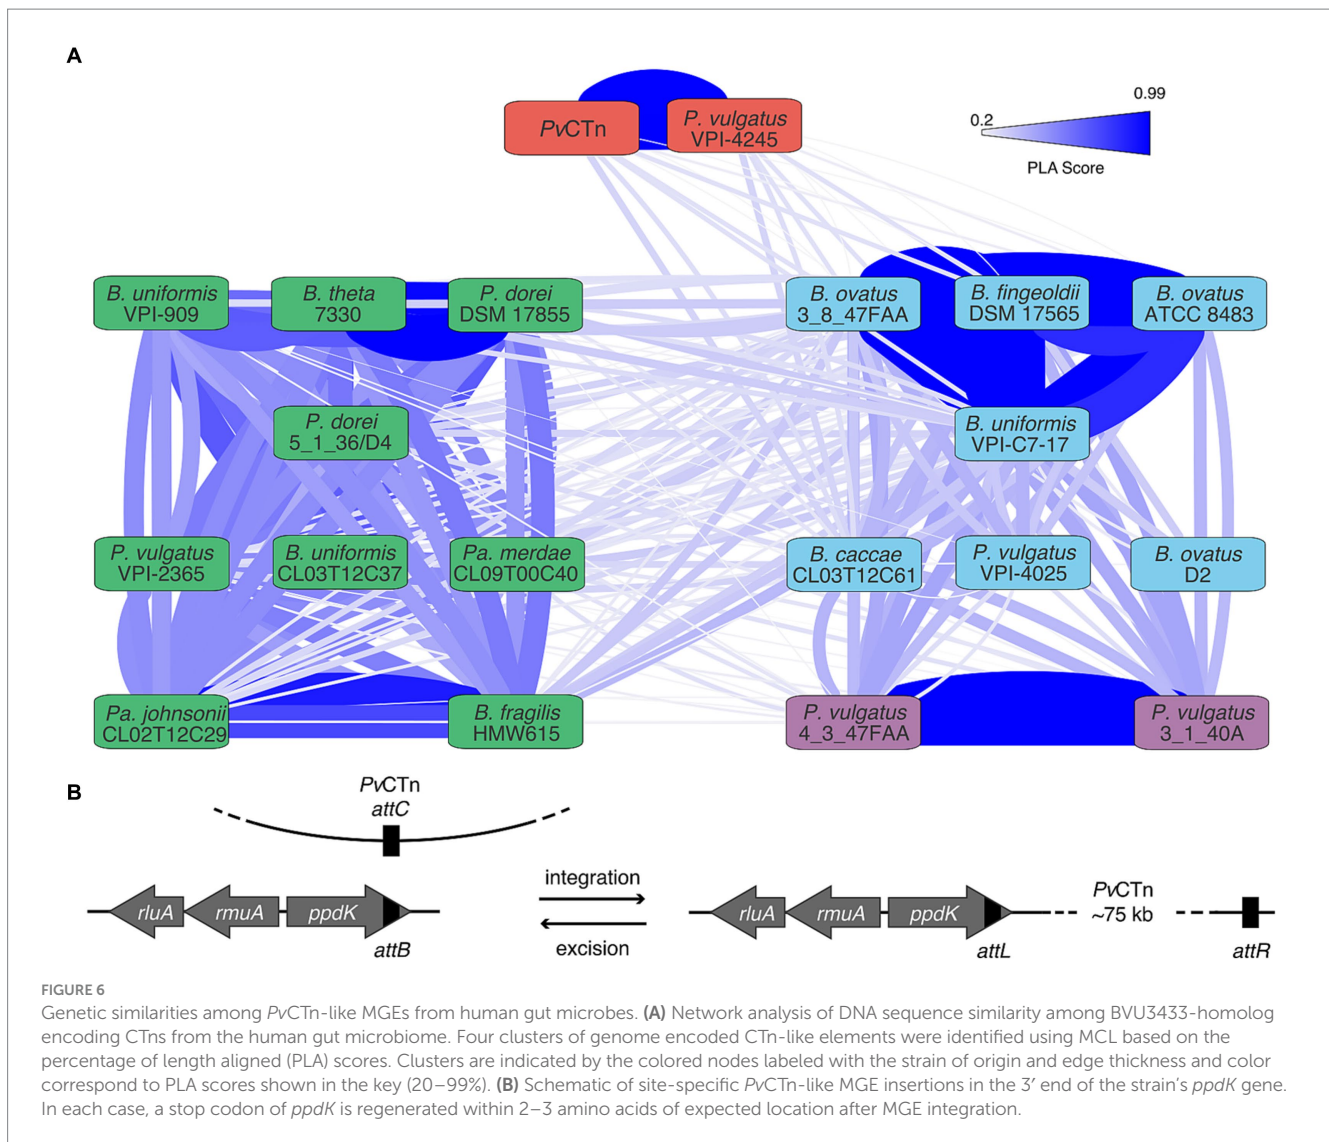 A
PvCTn
P. vulgatus
VPI-4245
0.2
0.99
PLA Score
B. uniformis
VPI-909
B. theta
7330
P. dorei
DSM 17855
B. ovatus
3_8_47FAA
B. fingeoldii
DSM 17565
B. ovatus
ATCC 8483
P. dorei
5_1_36/D4
B. uniformis
VPI-C7-17
P. vulgatus
VPI-2365
B. uniformis
CL03T12C37
Pa. merdae
CL09T00C40
B. caccae
CL03T12C61
P. vulgatus
VPI-4025
B. ovatus
D2
Pa. johnsonii
CL02T12C29
B. fragilis
HMW615
P. vulgatus
4_3_47FAA
P. vulgatus
3_1_40A
B
PvCTn
attC
rluA
rmuA
ppdK
attB
integration
excision
rluA
rmuA
ppdK
attL
PvCTn
~75 kb
attR
FIGURE 6
Genetic similarities among PvCTn-like MGEs from human gut microbes. (A) Network analysis of DNA sequence similarity among BVU3433-homolog
encoding CTns from the human gut microbiome. Four clusters of genome encoded CTn-like elements were identified using MCL based on the
percentage of length aligned (PLA) scores. Clusters are indicated by the colored nodes labeled with the strain of origin and edge thickness and color
correspond to PLA scores shown in the key (20–99%). (B) Schematic of site-specific PvCTn-like MGE insertions in the 3′ end of the strain's ppdK gene.
In each case, a stop codon of ppdK is regenerated within 2–3 amino acids of expected location after MGE integration.